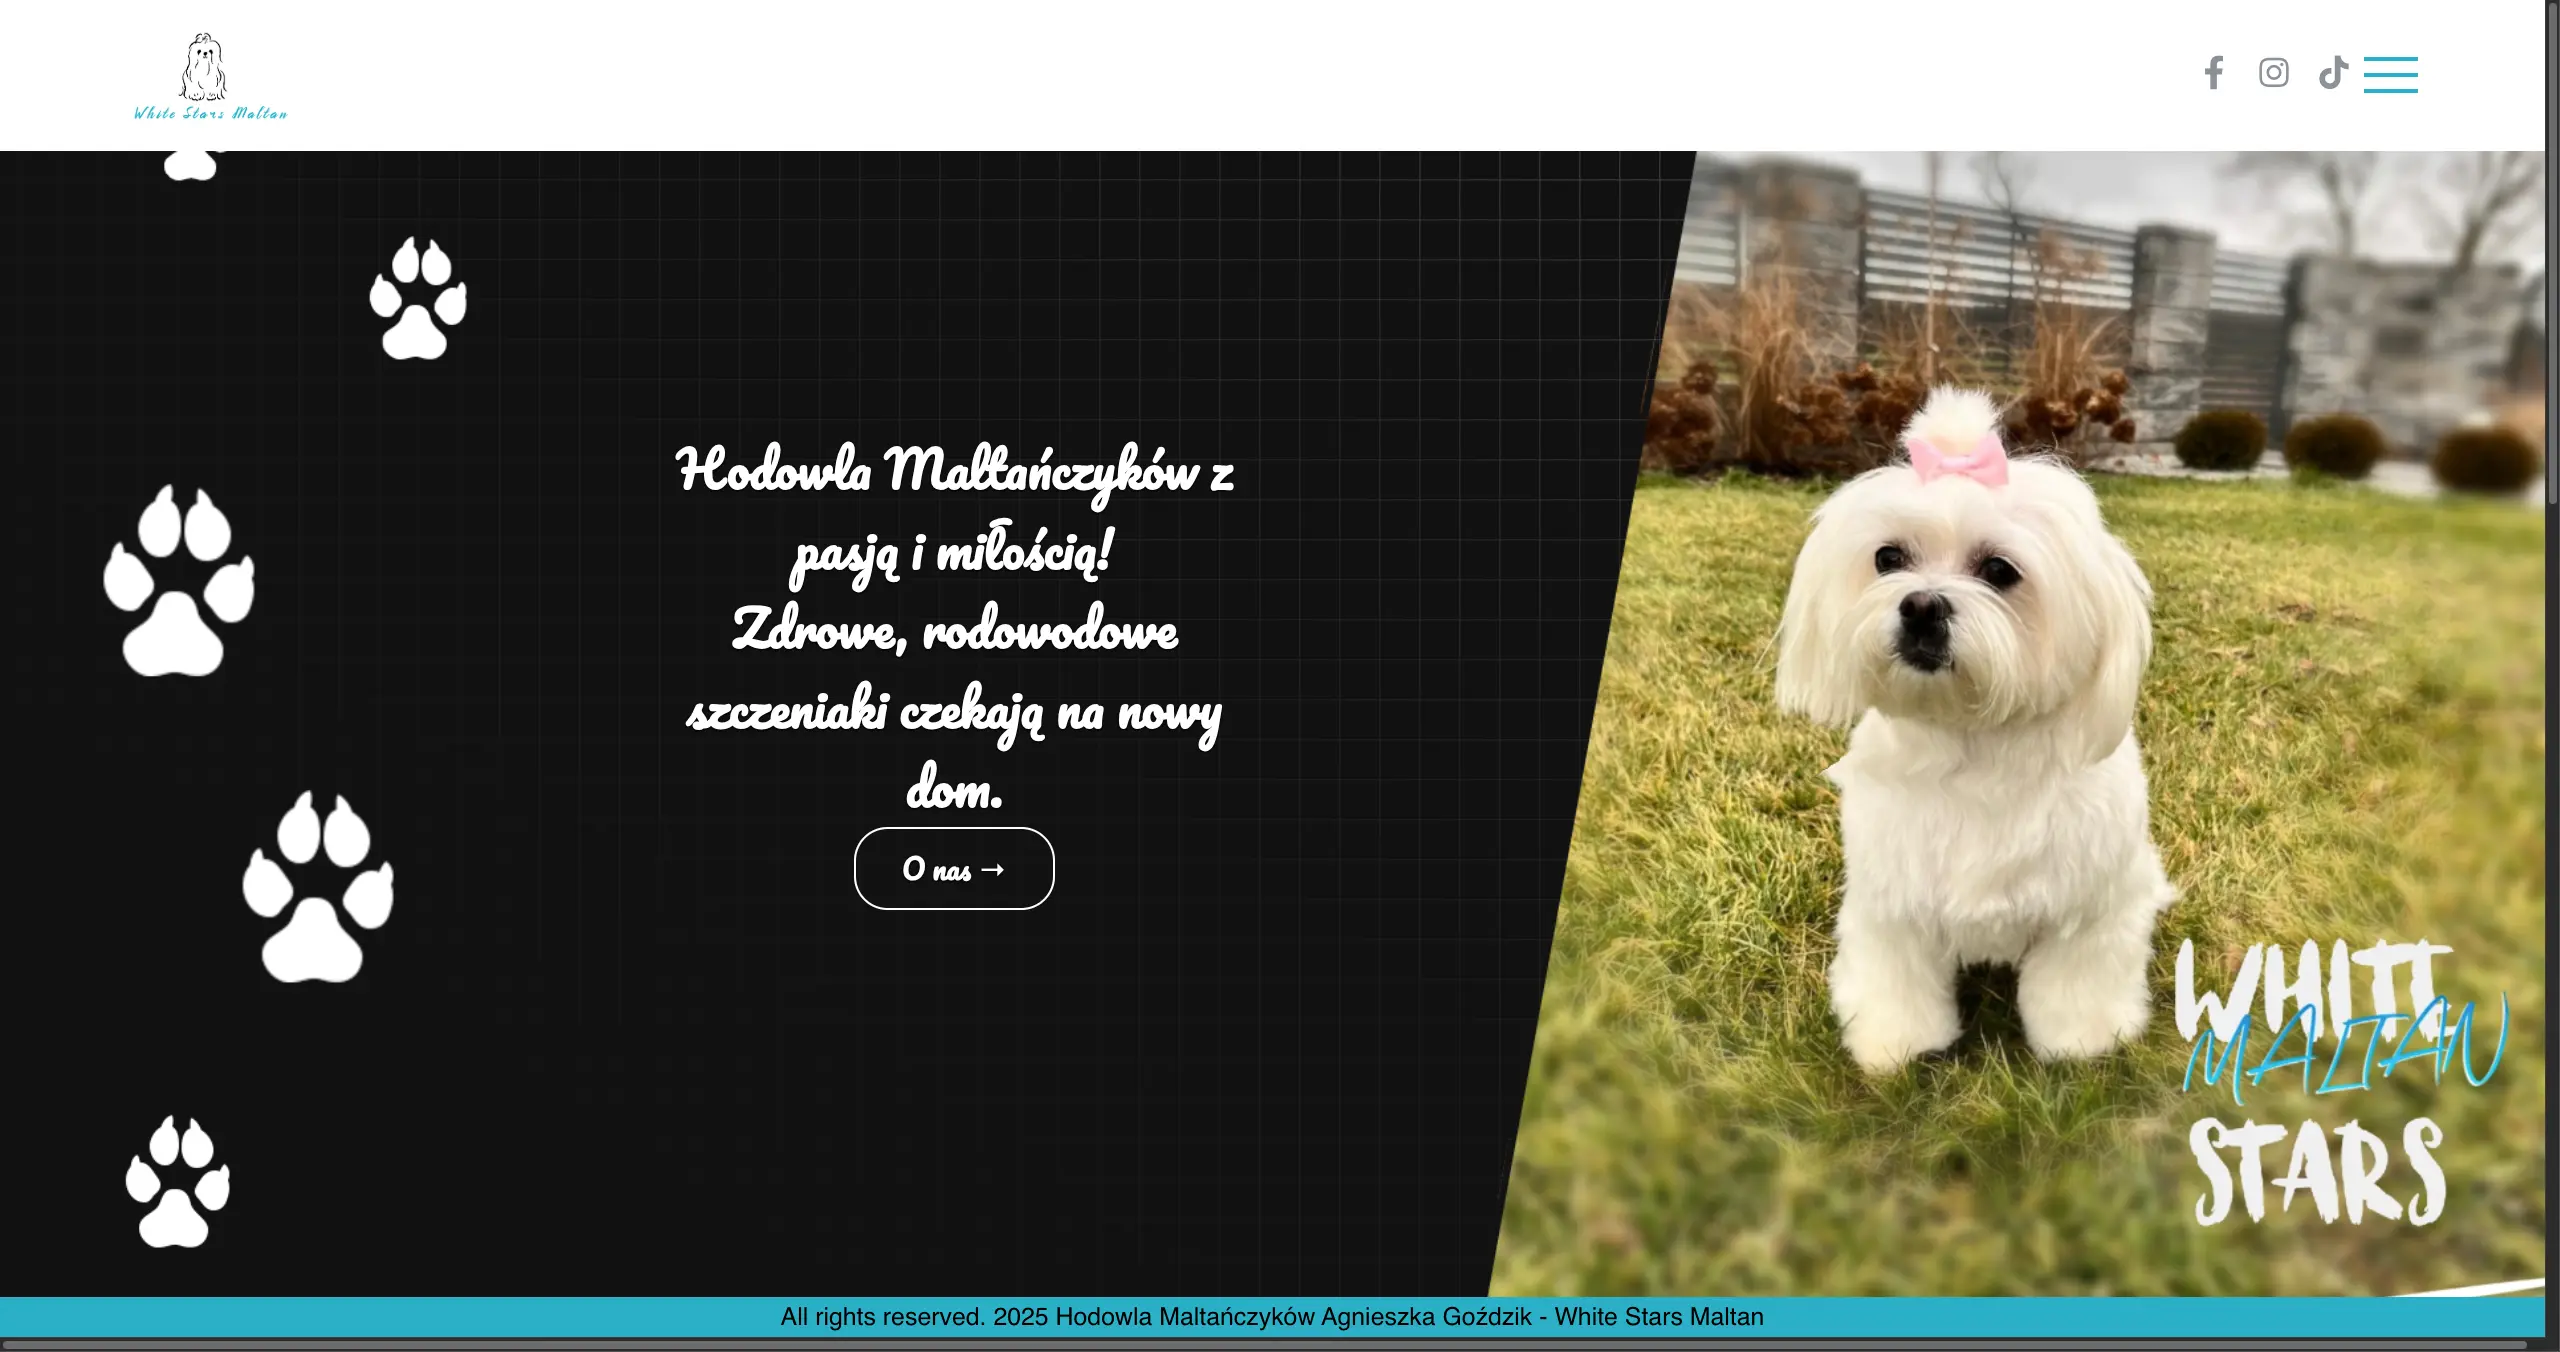 White Stars Maltan
Hodowla Maltańczyków z
pasją i miłością!
Zdrowe, rodowodowe
szczeniaki czekają na nowy
dom.
O nas →
WHITE
MALTAN
STARS
All rights reserved. 2025 Hodowla Maltańczyków Agnieszka Goździk - White Stars Maltan